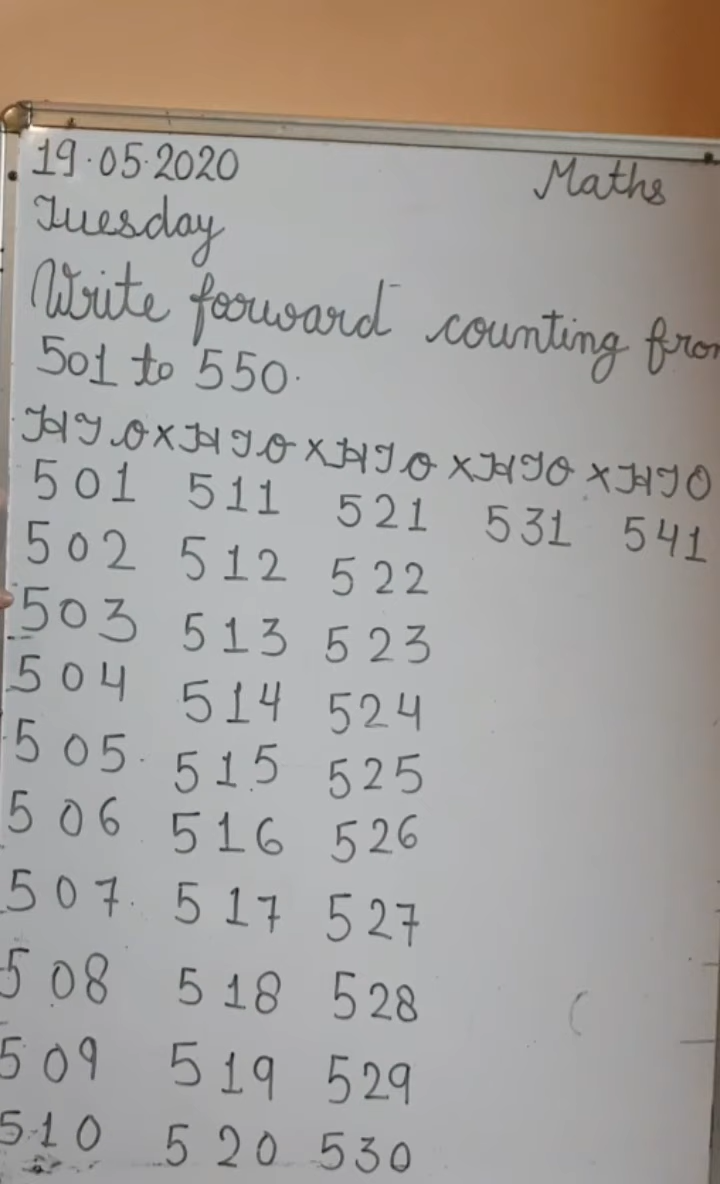 19.05.2020 Maths
Tuesday
Write forward counting from
501 to 550.
H T O x H T O x H T O x H T O x H T O
501 511 521 531 541
502 512 522
503 513 523
504 514 524
505 515 525
506 516 526
507 517 527
508 518 528
509 519 529
510 520 530